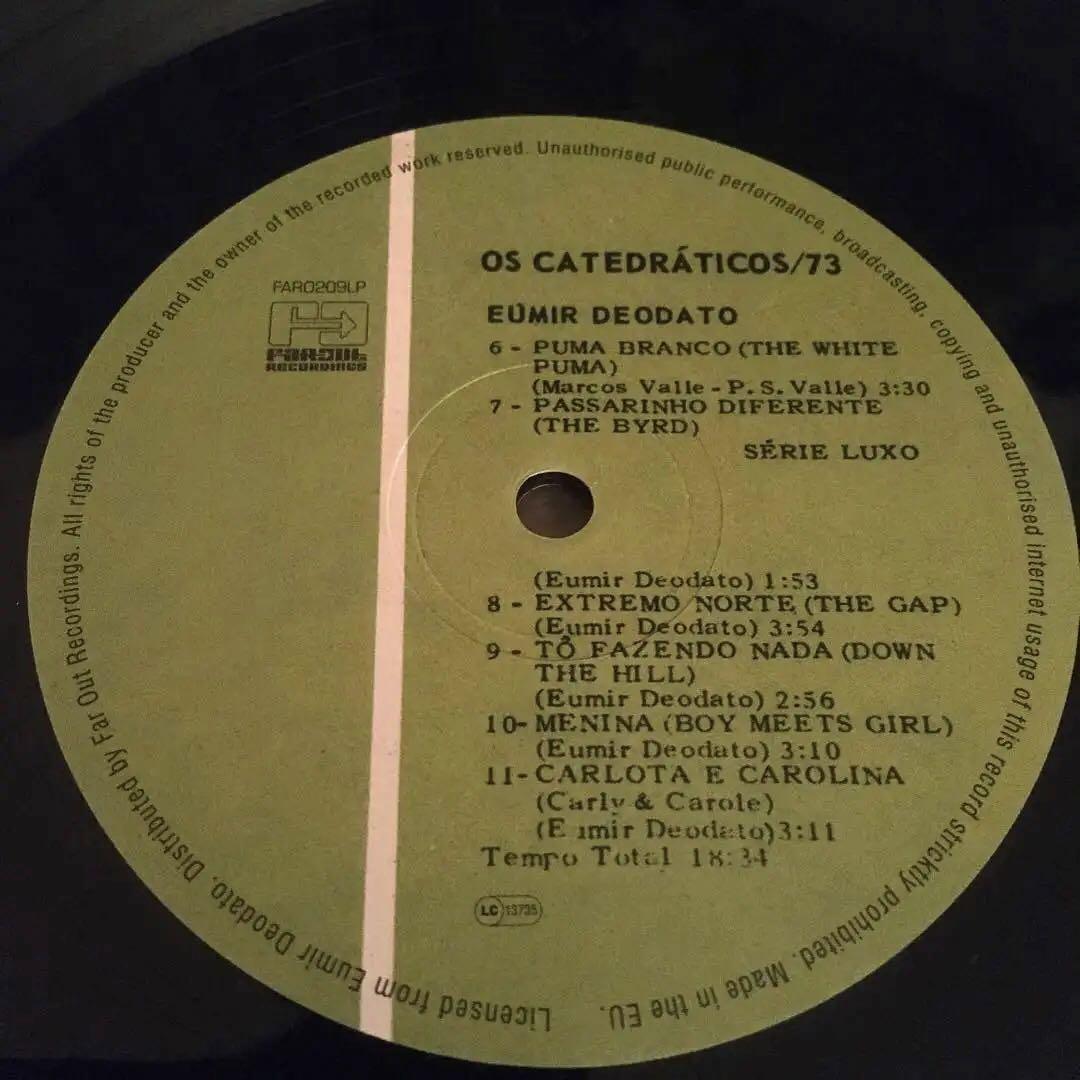 OS CATEDRÁTICOS/73
EUMIR DEODATO
6 - PUMA BRANCO (THE WHITE
PUMA)
(Marcos Valle - P. S. Valle) 3:30
7 - PASSARINHO DIFERENTE
(THE BYRD)
SÉRIE LUXO
(Eumir Deodato) 1:53
8 - EXTREMO NORTE (THE GAP)
(Eumir Deodato) 3:54
9 - TÔ FAZENDO NADA (DOWN
THE HILL)
(Eumir Deodato) 2:56
10- MENINA (BOY MEETS GIRL)
(Eumir Deodato) 3:10
11- CARLOTA E CAROLINA
(Carly & Carole)
(Eumir Deodato) 3:11
Tempo Total 18:34
LC 13735
FARO209LP
FAR OUT
RECORDINGS
Licensed from Eumir Deodato. Distributed by Far Out Recordings. All rights of the producer and the owner of the recorded work reserved. Unauthorised public performance, broadcasting, copying and unauthorised internet usage of this record stricktly prohibited. Made in the EU.